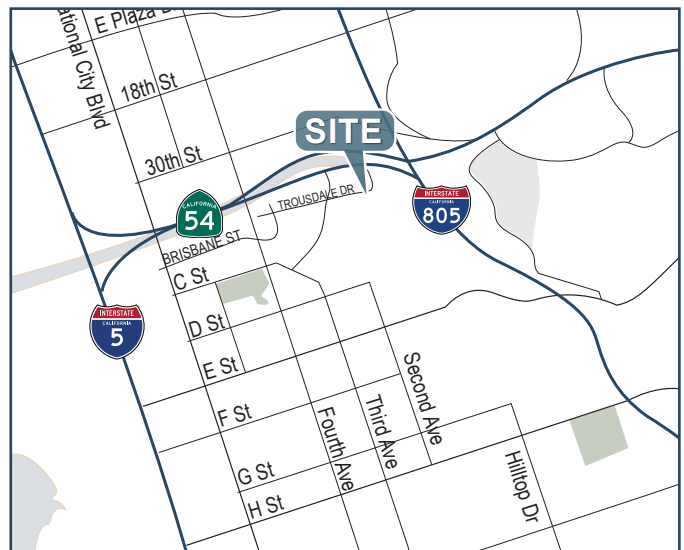 E Plaza
National City Blvd
18th St
30th St
SITE
TROUSDALE DR
CALIFORNIA
54
INTERSTATE
CALIFORNIA
805
BRISBANE ST
C St
INTERSTATE
CALIFORNIA
5
D St
E St
F St
G St
H St
Fourth Ave
Third Ave
Second Ave
Hilltop Dr